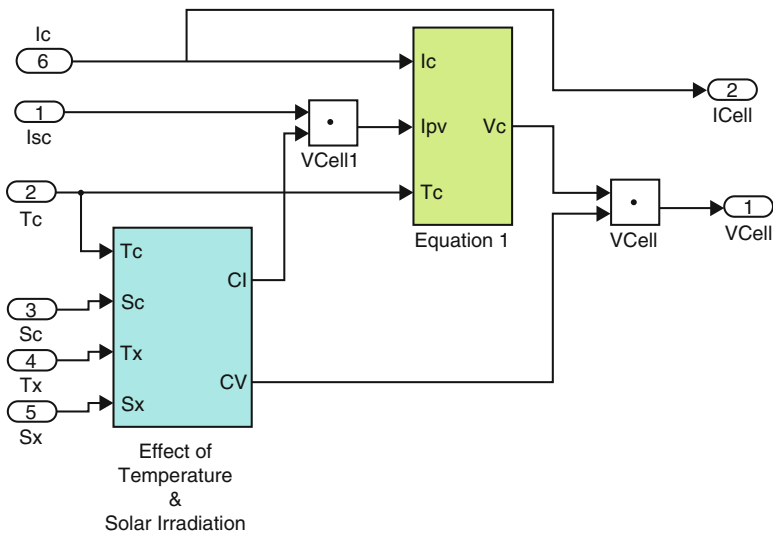 Ic
6
1
Isc
2
Tc
3
Sc
4
Tx
5
Sx
Tc
Sc
Tx
Sx
CI
CV
Effect of
Temperature
&
Solar Irradiation
VCell1
Ic
Ipv
Tc
Vc
Equation 1
2
ICell
VCell
1
VCell